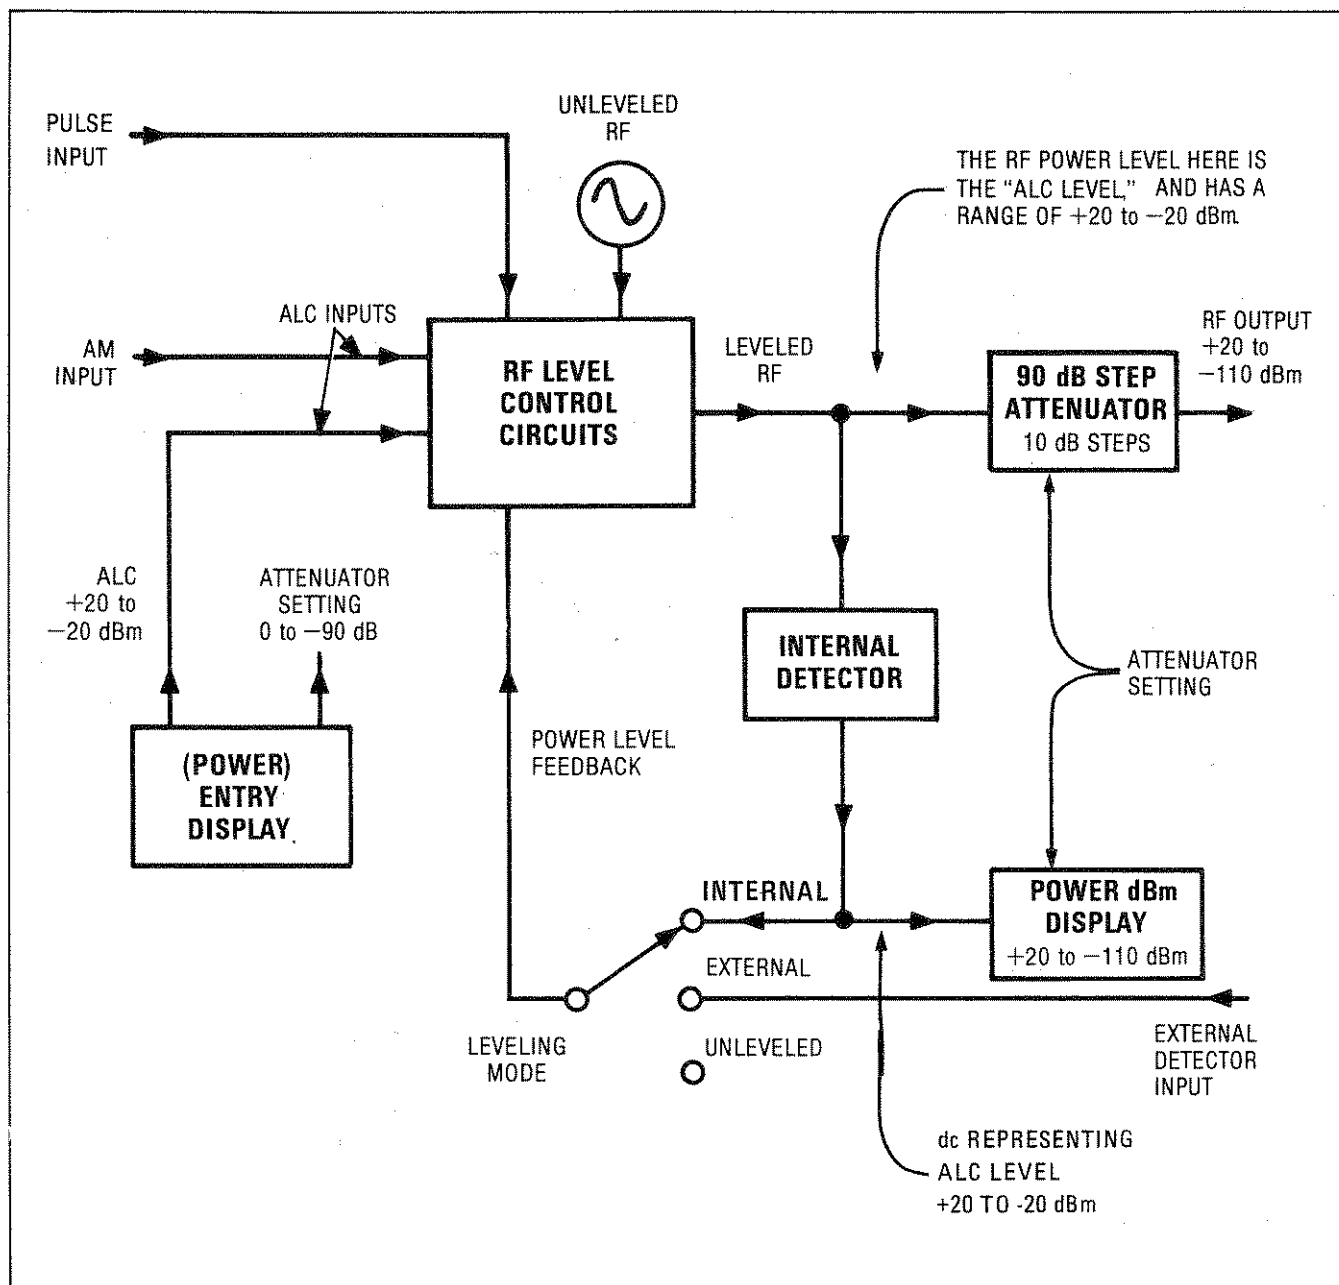 PULSE
INPUT
UNLEVELED
RF
THE RF POWER LEVEL HERE IS
THE "ALC LEVEL," AND HAS A
RANGE OF +20 to −20 dBm.
ALC INPUTS
AM
INPUT
RF LEVEL
CONTROL
CIRCUITS
LEVELED
RF
90 dB STEP
ATTENUATOR
10 dB STEPS
RF OUTPUT
+20 to
−110 dBm
ALC
+20 to
−20 dBm
ATTENUATOR
SETTING
0 to −90 dB
INTERNAL
DETECTOR
ATTENUATOR
SETTING
(POWER)
ENTRY
DISPLAY
POWER LEVEL
FEEDBACK
INTERNAL
POWER dBm
DISPLAY
+20 to −110 dBm
EXTERNAL
LEVELING
MODE
UNLEVELED
EXTERNAL
DETECTOR
INPUT
dc REPRESENTING
ALC LEVEL
+20 TO -20 dBm